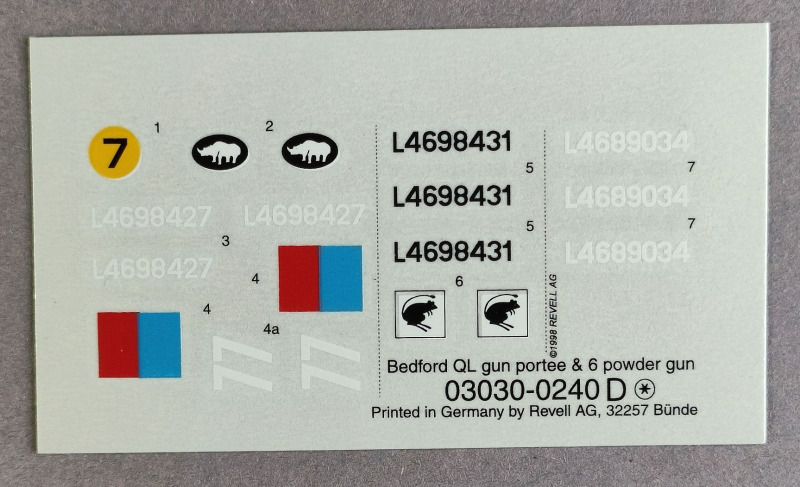 7
1
2
L4698427
L4698427
L4698427
3
4
4
4a
L4698431
5
L4698431
5
L4698431
6
L4689034
7
L4689034
7
L4689034
©1998 REVELL AG
Bedford QL gun portee & 6 powder gun
03030-0240 D
Printed in Germany by Revell AG, 32257 Bünde